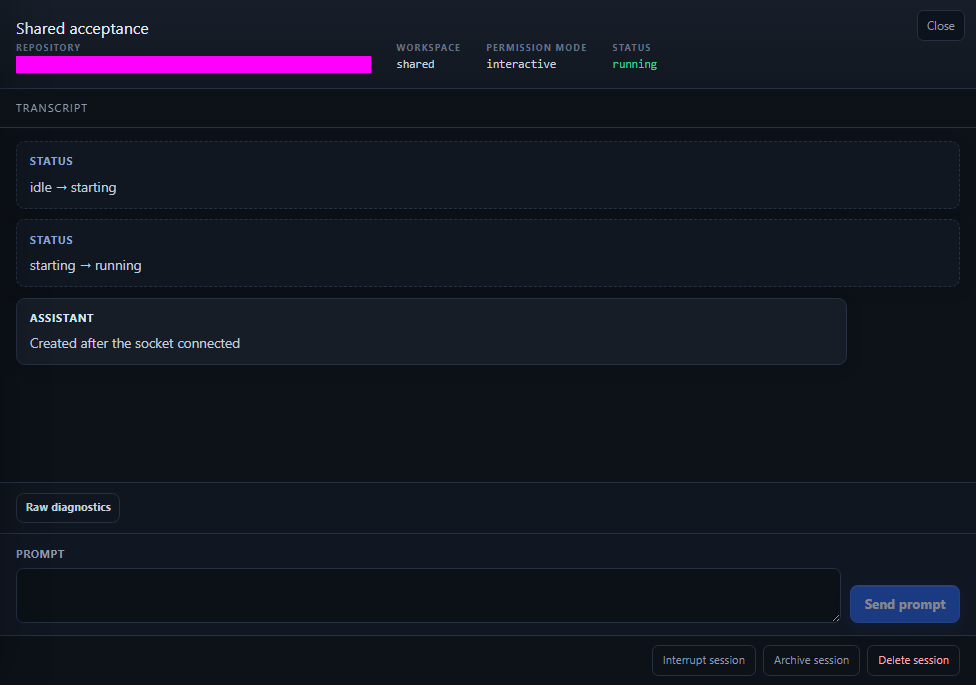 Shared acceptance
Close
REPOSITORY
WORKSPACE
shared
PERMISSION MODE
interactive
STATUS
running
TRANSCRIPT
STATUS
idle → starting
STATUS
starting → running
ASSISTANT
Created after the socket connected
Raw diagnostics
PROMPT
Send prompt
Interrupt session
Archive session
Delete session